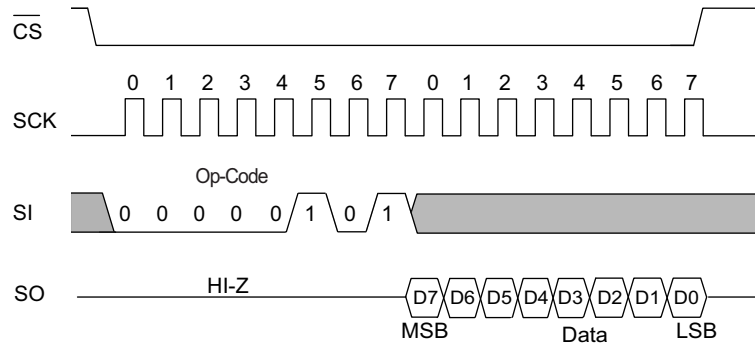 CS
0 1 2 3 4 5 6 7 0 1 2 3 4 5 6 7
SCK
Op-Code
SI 0 0 0 0 0 1 0 1
HI-Z
SO D7 D6 D5 D4 D3 D2 D1 D0
MSB Data LSB